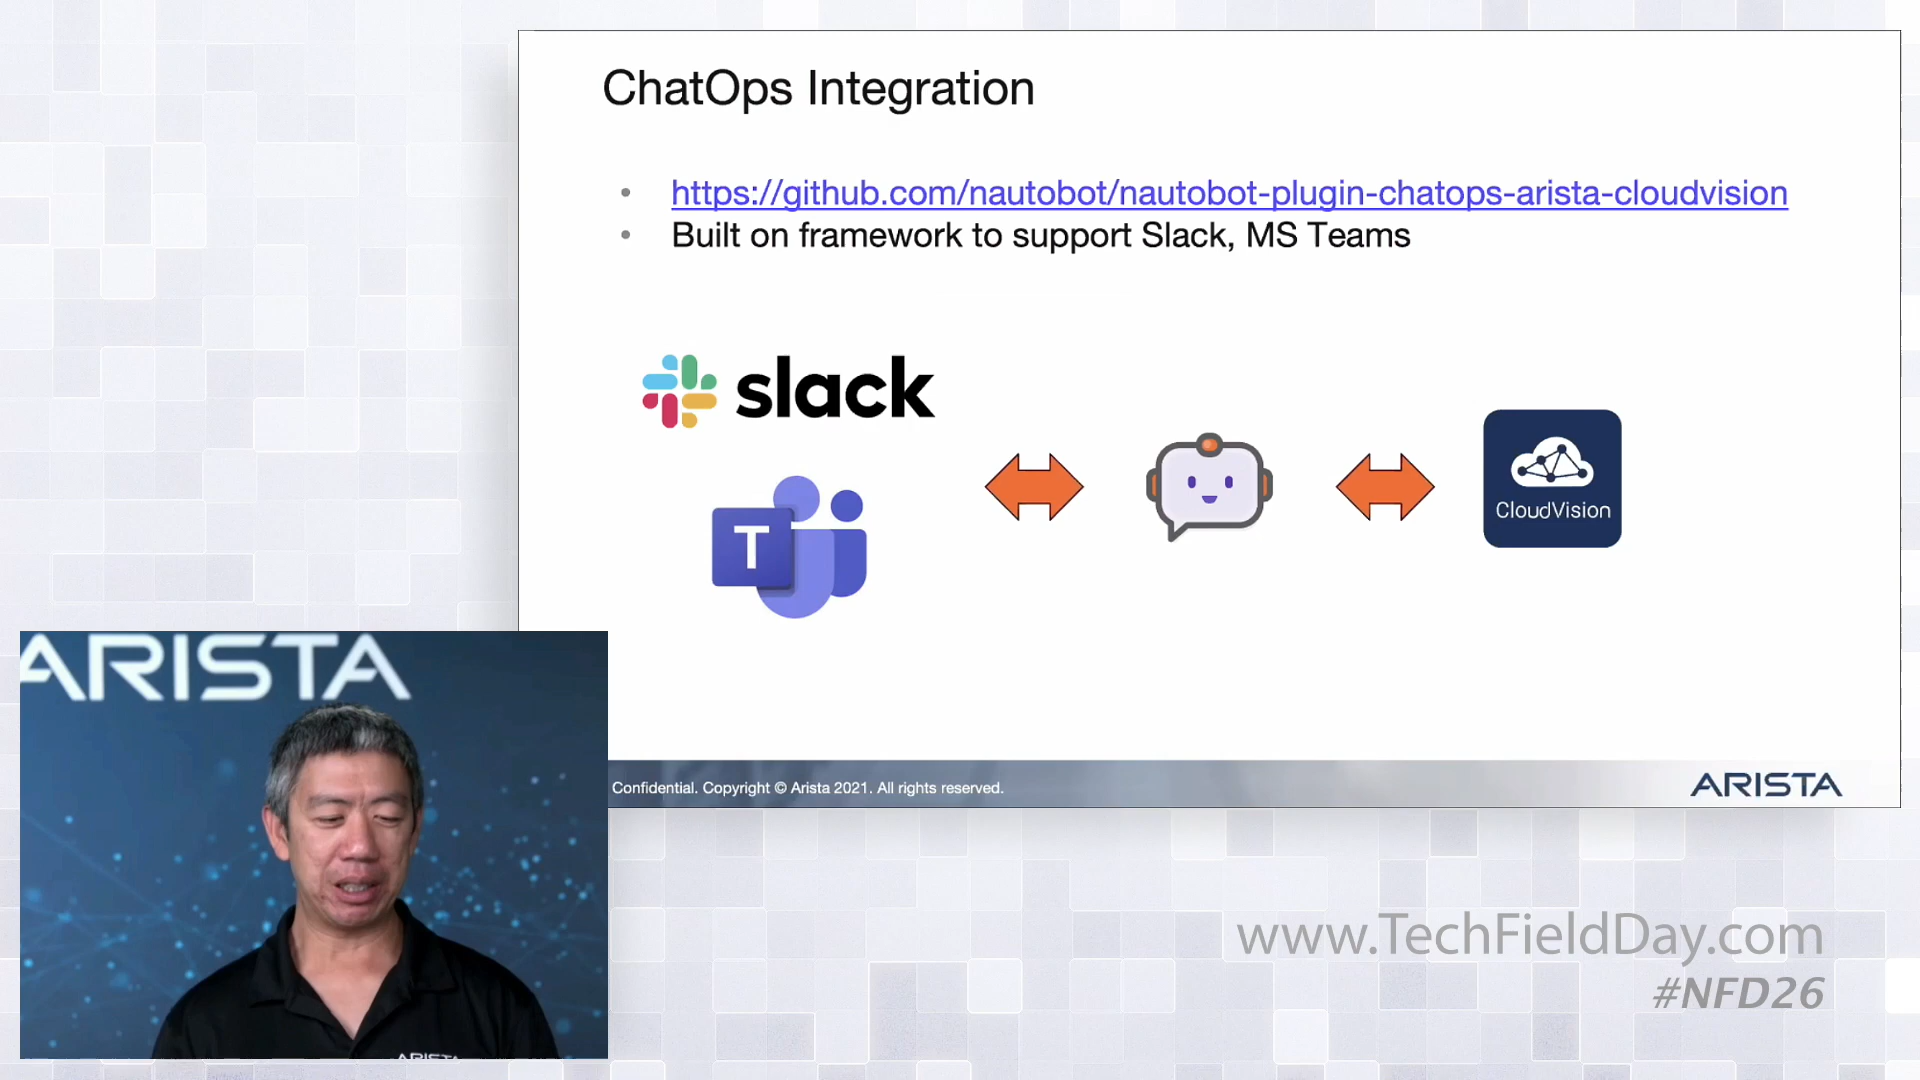 ChatOps Integration
https://github.com/nautobot/nautobot-plugin-chatops-arista-cloudvision
Built on framework to support Slack, MS Teams
slack
T
CloudVision
ARISTA
Confidential. Copyright © Arista 2021. All rights reserved.
ARISTA
ARISTA
www.TechFieldDay.com
#NFD26